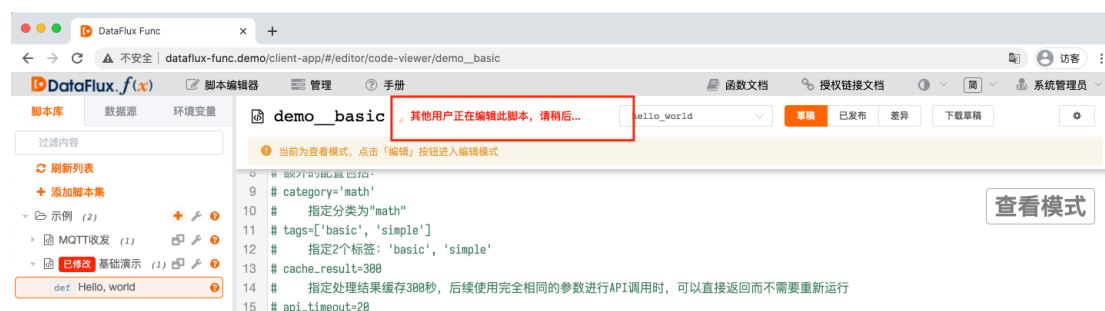 DataFlux Func
不安全 dataflux-func.demo/client-app/#/editor/code-viewer/demo__basic
访客
DataFlux.f(x) 脚本编辑器 管理 手册 函数文档 授权链接文档 简 系统管理员
脚本库 数据源 环境变量
demo__basic 其他用户正在编辑此脚本，请稍后... hello_world 草稿 已发布 差异 下载草稿
过滤内容
当前为查看模式，点击「编辑」按钮进入编辑模式
刷新列表
8 # 额外的配置包括：
添加脚本集
9 # category='math'
10 # 指定分类为"math"
查看模式
示例 (2)
11 # tags=['basic', 'simple']
MQTT收发 (1)
12 # 指定2个标签：'basic', 'simple'
已修改 基础演示 (1)
13 # cache_result=300
def Hello, world
14 # 指定处理结果缓存300秒，后续使用完全相同的参数进行API调用时，可以直接返回而不需要重新运行
15 # api_timeout=20